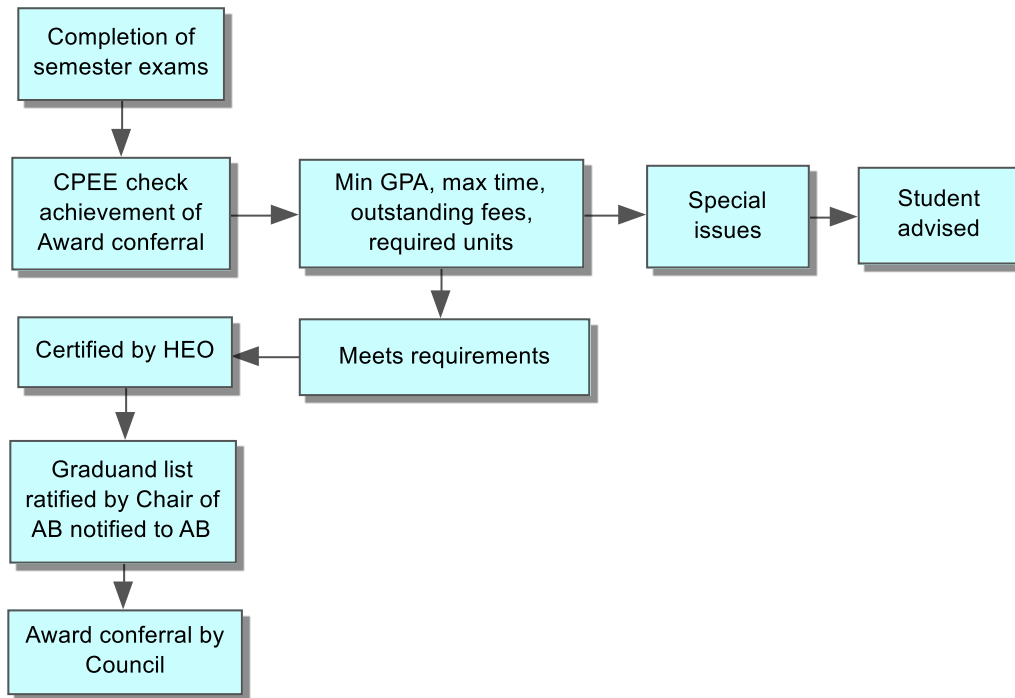 Completion of
semester exams
CPEE check
achievement of
Award conferral
Min GPA, max time,
outstanding fees,
required units
Special
issues
Student
advised
Certified by HEO
Meets requirements
Graduand list
ratified by Chair of
AB notified to AB
Award conferral by
Council